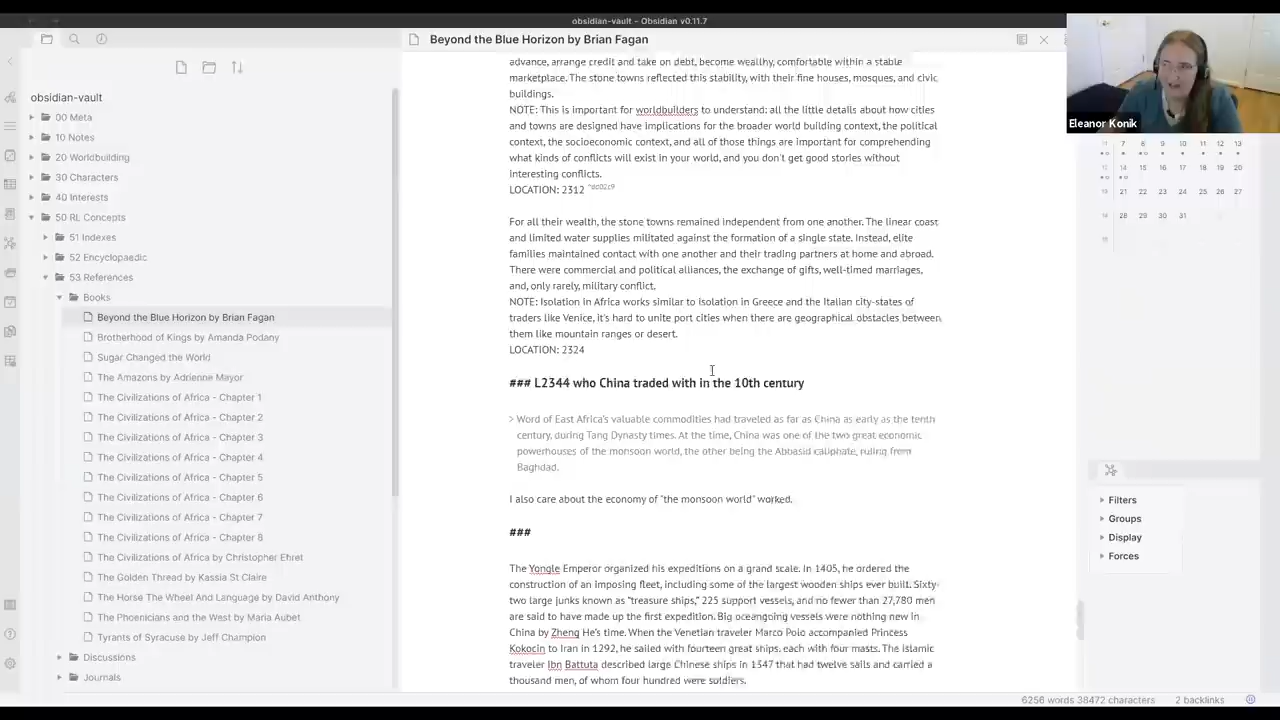 obsidian-vault - Obsidian v0.11.7
Beyond the Blue Horizon by Brian Fagan
Eleanor Konik
obsidian-vault
00 Meta
10 Notes
20 Worldbuilding
30 Characters
40 Interests
50 RL Concepts
51 Indexes
52 Encyclopaedic
53 References
Books
Beyond the Blue Horizon by Brian Fagan
Brotherhood of Kings by Amanda Podany
Sugar Changed the World
The Amazons by Adrienne Mayor
The Civilizations of Africa - Chapter 1
The Civilizations of Africa - Chapter 2
The Civilizations of Africa - Chapter 3
The Civilizations of Africa - Chapter 4
The Civilizations of Africa - Chapter 5
The Civilizations of Africa - Chapter 6
The Civilizations of Africa - Chapter 7
The Civilizations of Africa - Chapter 8
The Civilizations of Africa by Christopher Ehret
The Golden Thread by Kassia St Claire
The Horse The Wheel And Language by David Anthony
The Phoenicians and the West by Maria Aubet
Tyrants of Syracuse by Jeff Champion
Discussions
Journals
advance, arrange credit and take on debt, become wealthy, comfortable within a stable
marketplace. The stone towns reflected this stability, with their fine houses, mosques, and civic
buildings.
NOTE: This is important for worldbuilders to understand: all the little details about how cities
and towns are designed have implications for the broader world building context, the political
context, the socioeconomic context, and all of those things are important for comprehending
what kinds of conflicts will exist in your world, and you don't get good stories without
interesting conflicts.
LOCATION: 2312
For all their wealth, the stone towns remained independent from one another. The linear coast
and limited water supplies militated against the formation of a single state. Instead, elite
families maintained contact with one another and their trading partners at home and abroad.
There were commercial and political alliances, the exchange of gifts, well-timed marriages,
and, only rarely, military conflict.
NOTE: Isolation in Africa works similar to isolation in Greece and the Italian city-states of
traders like Venice, it's hard to unite port cities when there are geographical obstacles between
them like mountain ranges or desert.
LOCATION: 2324
### L2344 who China traded with in the 10th century
> Word of East Africa's valuable commodities had traveled as far as China as early as the tenth
century, during Tang Dynasty times. At the time, China was one of the two great economic
powerhouses of the monsoon world, the other being the Abbasid caliphate, ruling from
Baghdad.
I also care about the economy of "the monsoon world" worked.
###
The Yongle Emperor organized his expeditions on a grand scale. In 1405, he ordered the
construction of an imposing fleet, including some of the largest wooden ships ever built. Sixty-
two large junks known as "treasure ships," 225 support vessels, and no fewer than 27,780 men
are said to have made up the first expedition. Big oceangoing vessels were nothing new in
China by Zheng He's time. When the Venetian traveler Marco Polo accompanied Princess
Kokocin to Iran in 1292, he sailed with fourteen great ships, each with four masts. The Islamic
traveler Ibn Battuta described large Chinese ships in 1347 that had twelve sails and carried a
thousand men, of whom four hundred were soldiers.
7 8 9 10 11 12 13
14 15 16 17 18 19 20
21 22 23 24 25 26 27
28 29 30 31
Filters
Groups
Display
Forces
6256 words 38472 characters 2 backlinks